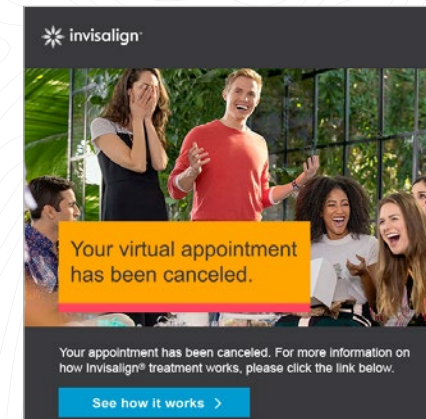 invisalign
Your virtual appointment
has been canceled.
Your appointment has been canceled. For more information on
how Invisalign® treatment works, please click the link below.
See how it works >